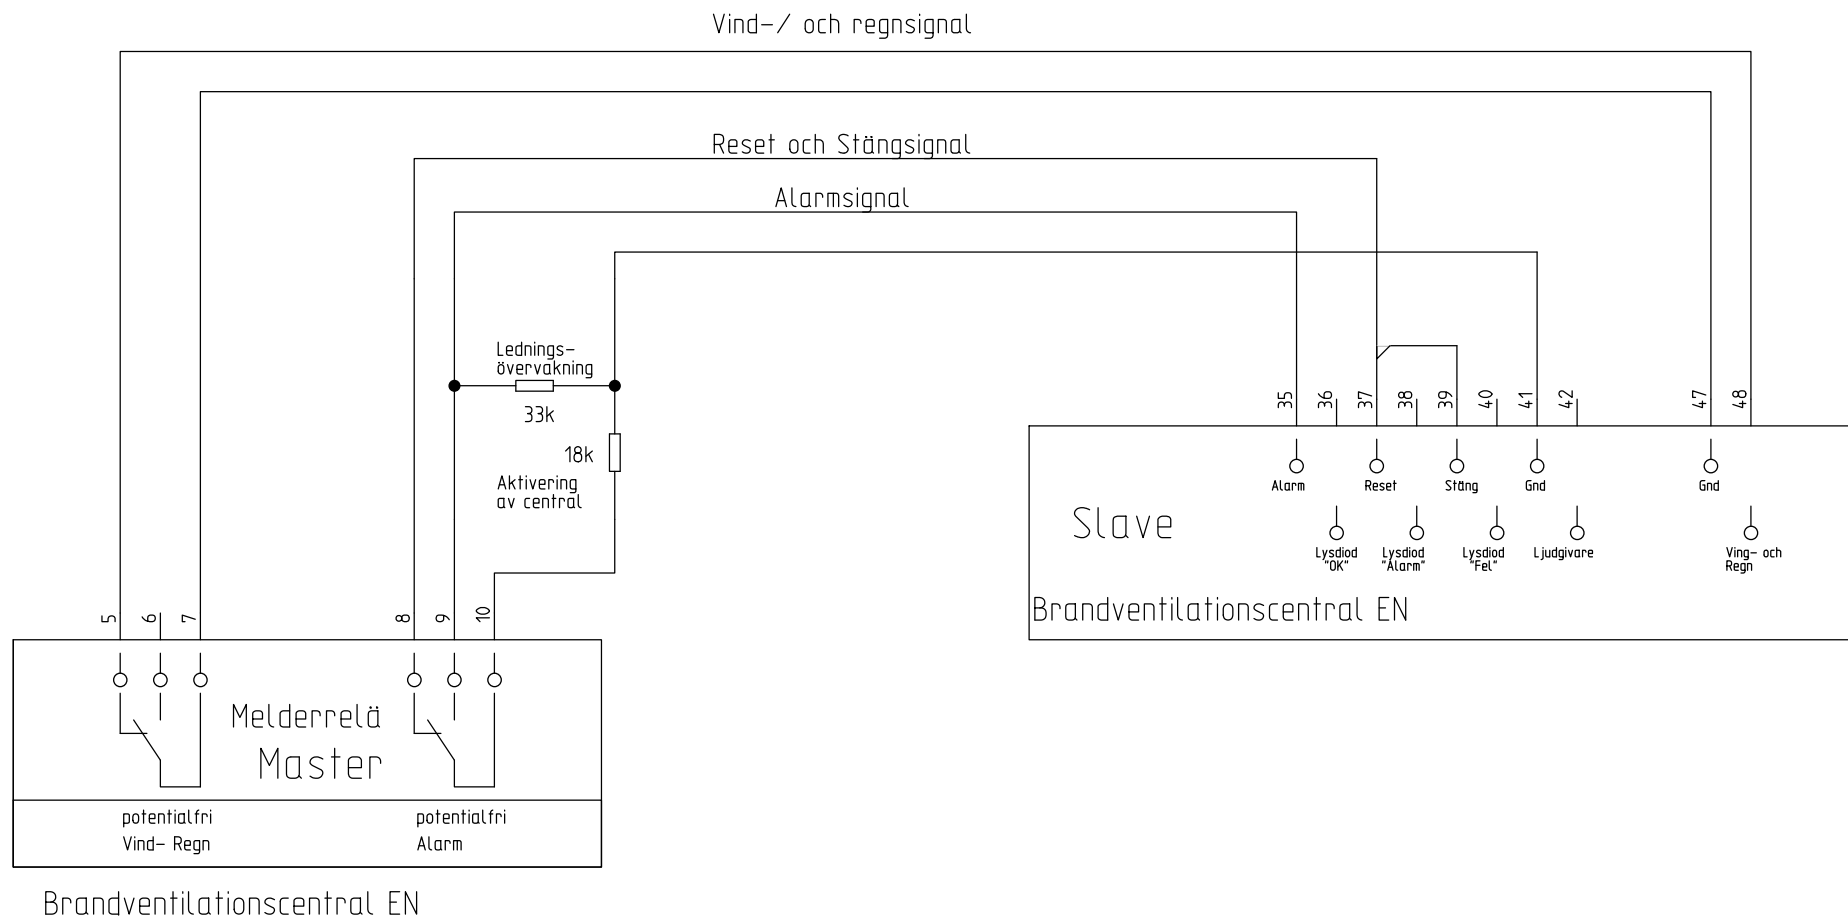 Vind-/ och regnsignal
Reset och Stängsignal
Alarmsignal
Lednings-
övervakning
33k
18k
Aktivering
av central
35 36 37 38 39 40 41 42 47 48
Alarm Reset Stäng Gnd Gnd
Slave
Lysdiod Lysdiod Lysdiod Ljudgivare Ving- och
"OK" "Alarm" "Fel" Regn
Brandventilationscentral EN
5 6 7 8 9 10
Melderrelä
Master
potentialfri potentialfri
Vind- Regn Alarm
Brandventilationscentral EN